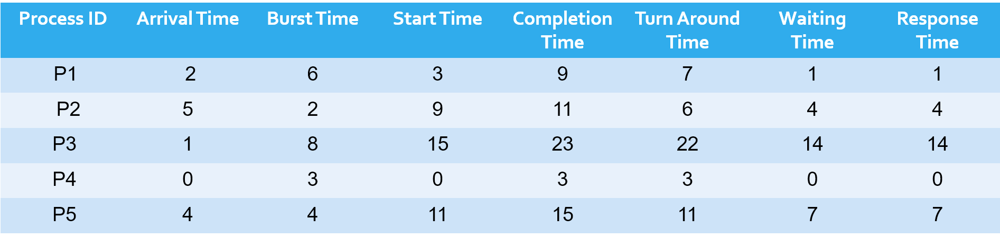 Process ID Arrival Time Burst Time Start Time Completion Time Turn Around Time Waiting Time Response Time
P1 2 6 3 9 7 1 1
P2 5 2 9 11 6 4 4
P3 1 8 15 23 22 14 14
P4 0 3 0 3 3 0 0
P5 4 4 11 15 11 7 7